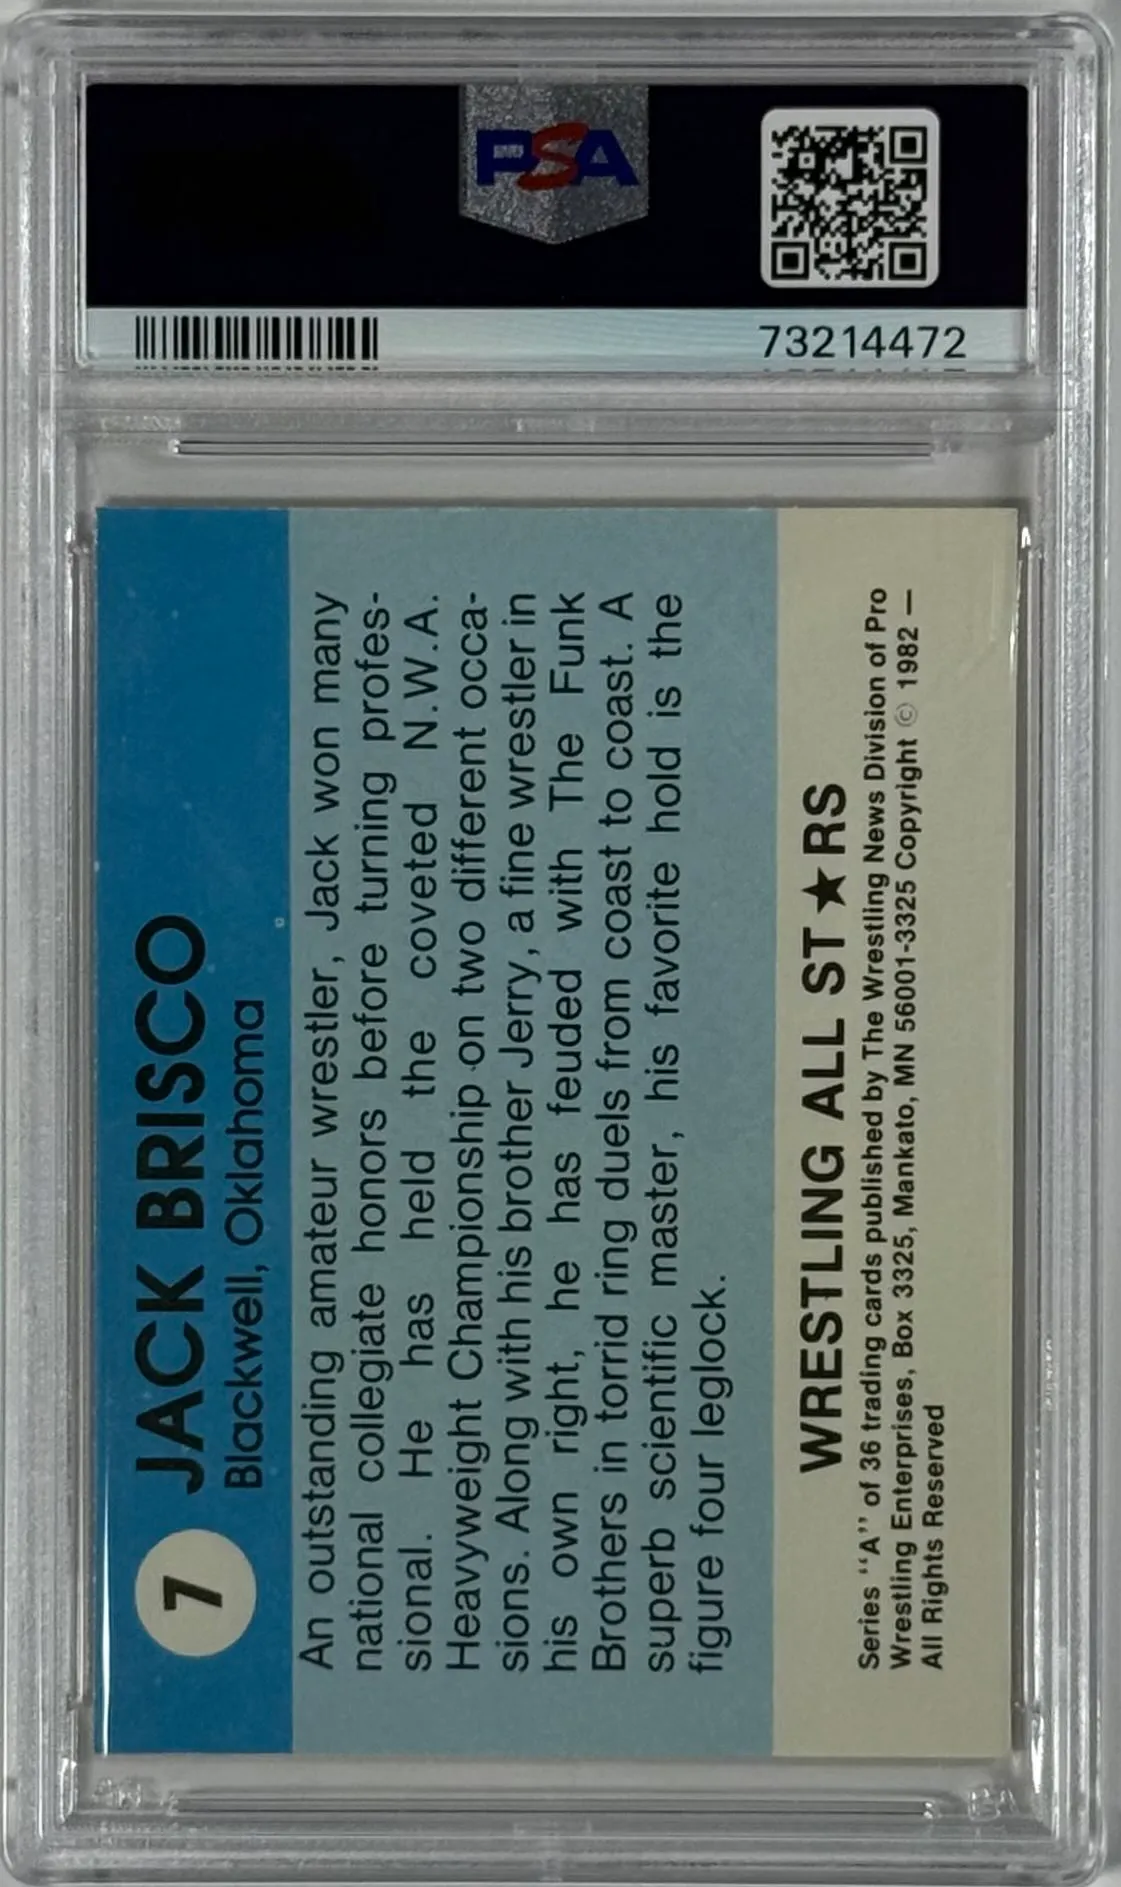 PSA
73214472
7
JACK BRISCO
Blackwell, Oklahoma
An outstanding amateur wrestler, Jack won many
national collegiate honors before turning profes-
sional. He has held the coveted N.W.A.
Heavyweight Championship on two different occa-
sions. Along with his brother Jerry, a fine wrestler in
his own right, he has feuded with The Funk
Brothers in torrid ring duels from coast to coast. A
superb scientific master, his favorite hold is the
figure four leglock.
WRESTLING ALL ST★RS
Series "A" of 36 trading cards published by The Wrestling News Division of Pro
Wrestling Enterprises, Box 3325, Mankato, MN 56001-3325 Copyright © 1982 —
All Rights Reserved